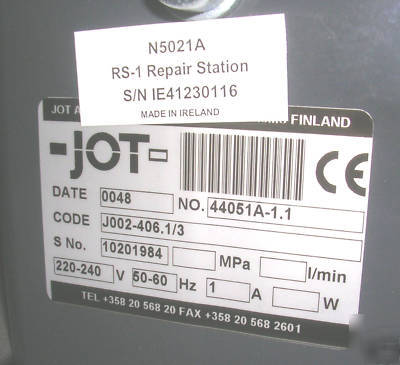 N5021A
RS-1 Repair Station
S/N IE41230116
MADE IN IRELAND
JOT FINLAND
-JOT-
CE
DATE 0048 NO. 44051A-1.1
CODE J002-406.1/3
S No. 10201984 MPa l/min
220-240 V 50-60 Hz 1 A W
TEL +358 20 568 20 FAX +358 20 568 2601